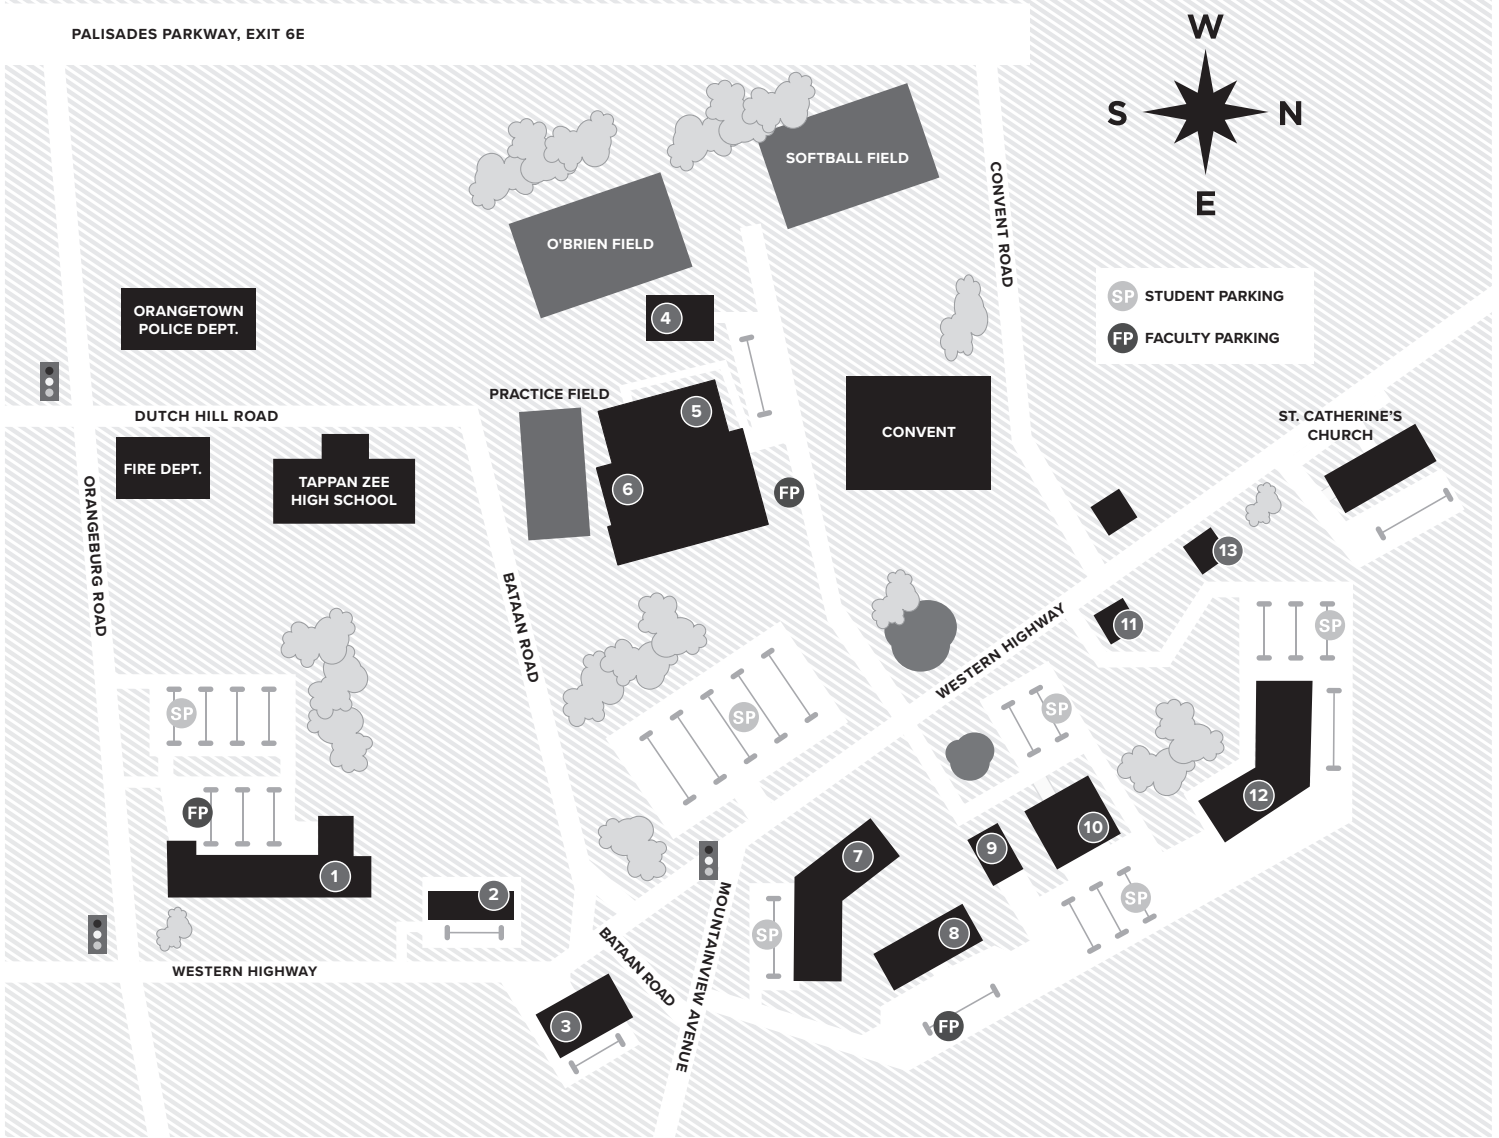 PALISADES PARKWAY, EXIT 6E
W
S
N
E
SOFTBALL FIELD
O'BRIEN FIELD
CONVENT ROAD
SP STUDENT PARKING
FP FACULTY PARKING
ORANGETOWN
POLICE DEPT.
4
PRACTICE FIELD
5
6
FP
CONVENT
DUTCH HILL ROAD
FIRE DEPT.
TAPPAN ZEE
HIGH SCHOOL
ST. CATHERINE'S
CHURCH
ORANGEBURG ROAD
BATAAN ROAD
WESTERN HIGHWAY
13
11
SP
SP
SP
SP
FP
12
10
9
7
1
2
SP
SP
8
MOUNTAINVIEW AVENUE
BATAAN ROAD
WESTERN HIGHWAY
3
FP